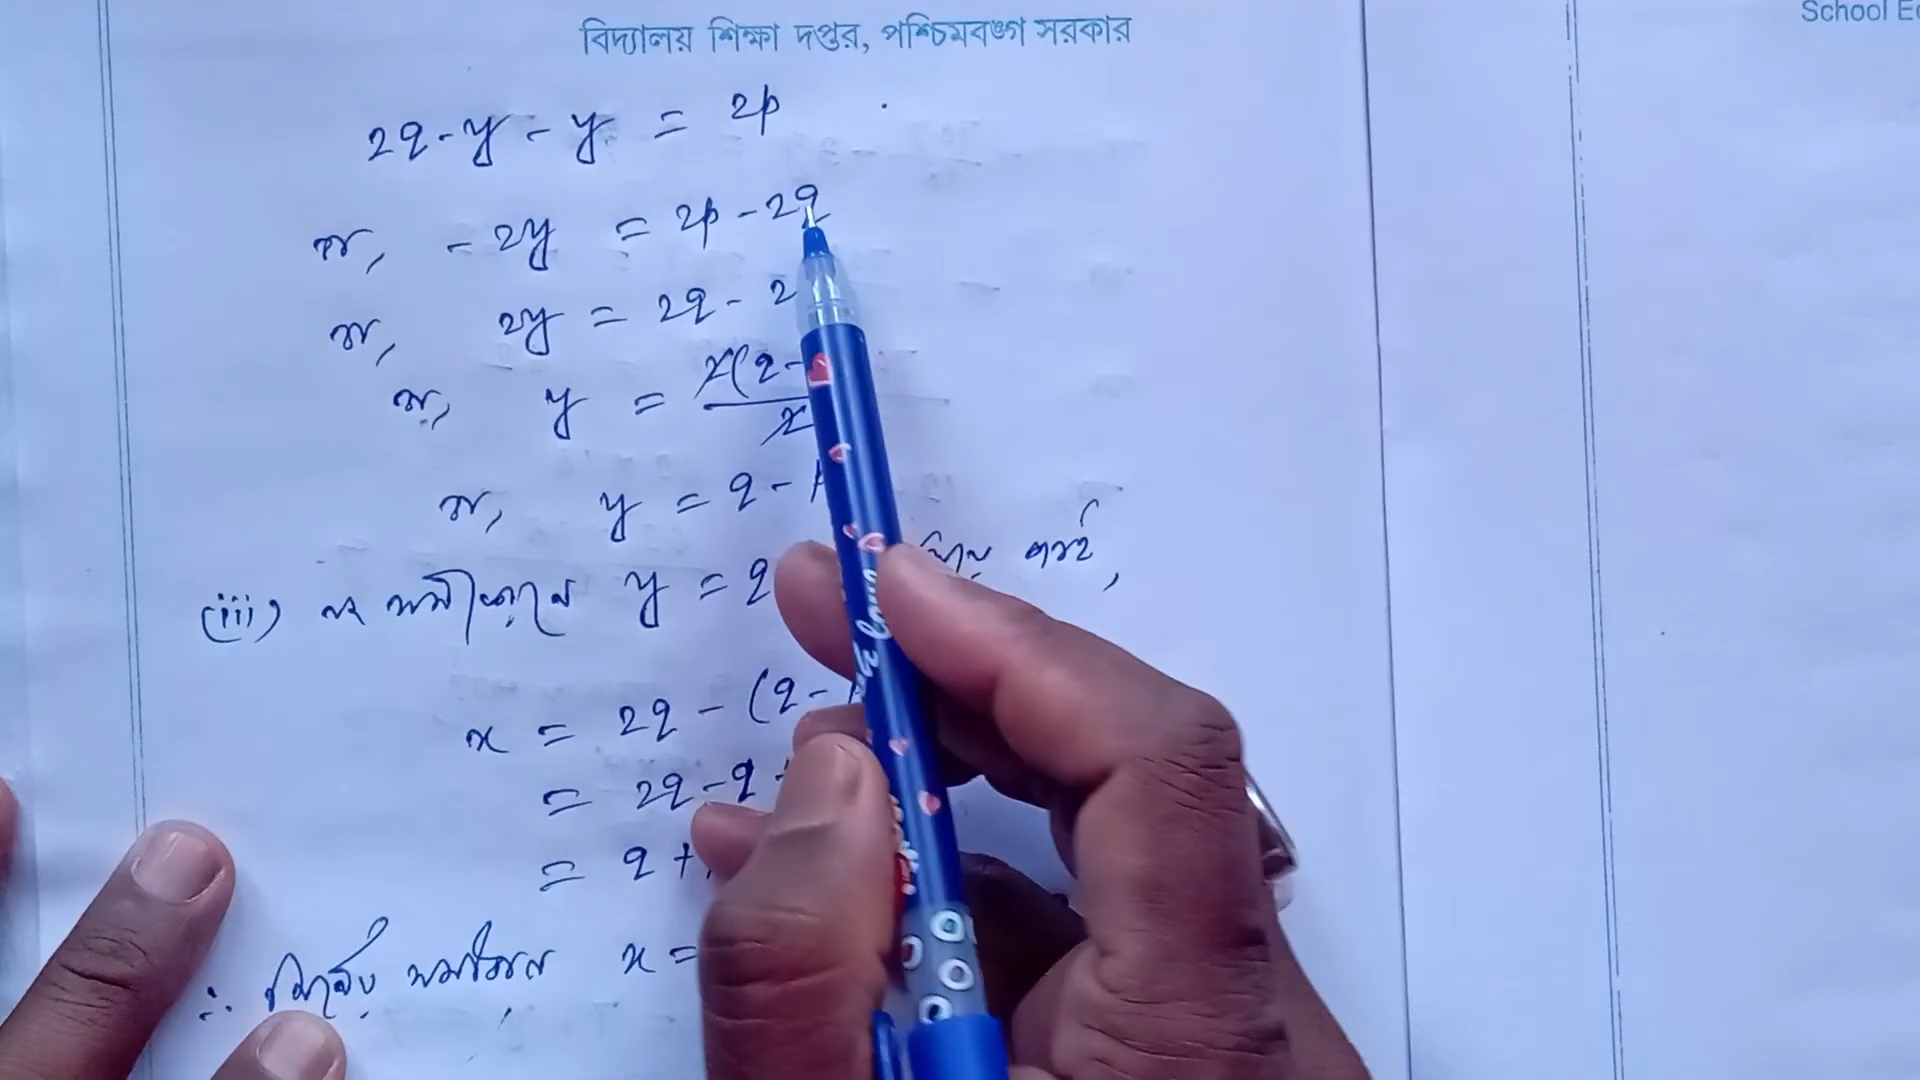 বিদ্যালয় শিক্ষা দপ্তর, পশ্চিমবঙ্গ সরকার
School E
2q - y - y = 2p
বা, - 2y = 2p - 2q
বা, 2y = 2q - 2
বা, y = 2(q - / 2
বা, y = q - p
(iii) নং সমীকরণে y = q পাই,
x = 2q - (q - p
= 2q - q +
= q +
∴ নির্ণেয় সমাধান x =